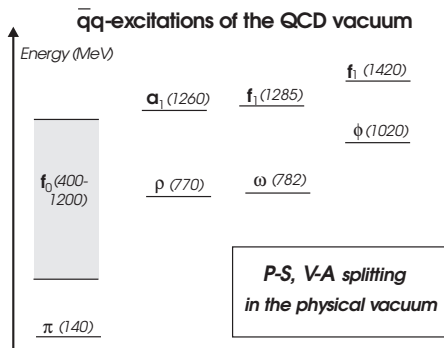 q̄q-excitations of the QCD vacuum
Energy (MeV)
f₁ (1420)
a₁ (1260)
f₁(1285)
ϕ (1020)
f₀(400-
1200)
ρ (770)
ω (782)
P-S, V-A splitting
in the physical vacuum
π (140)